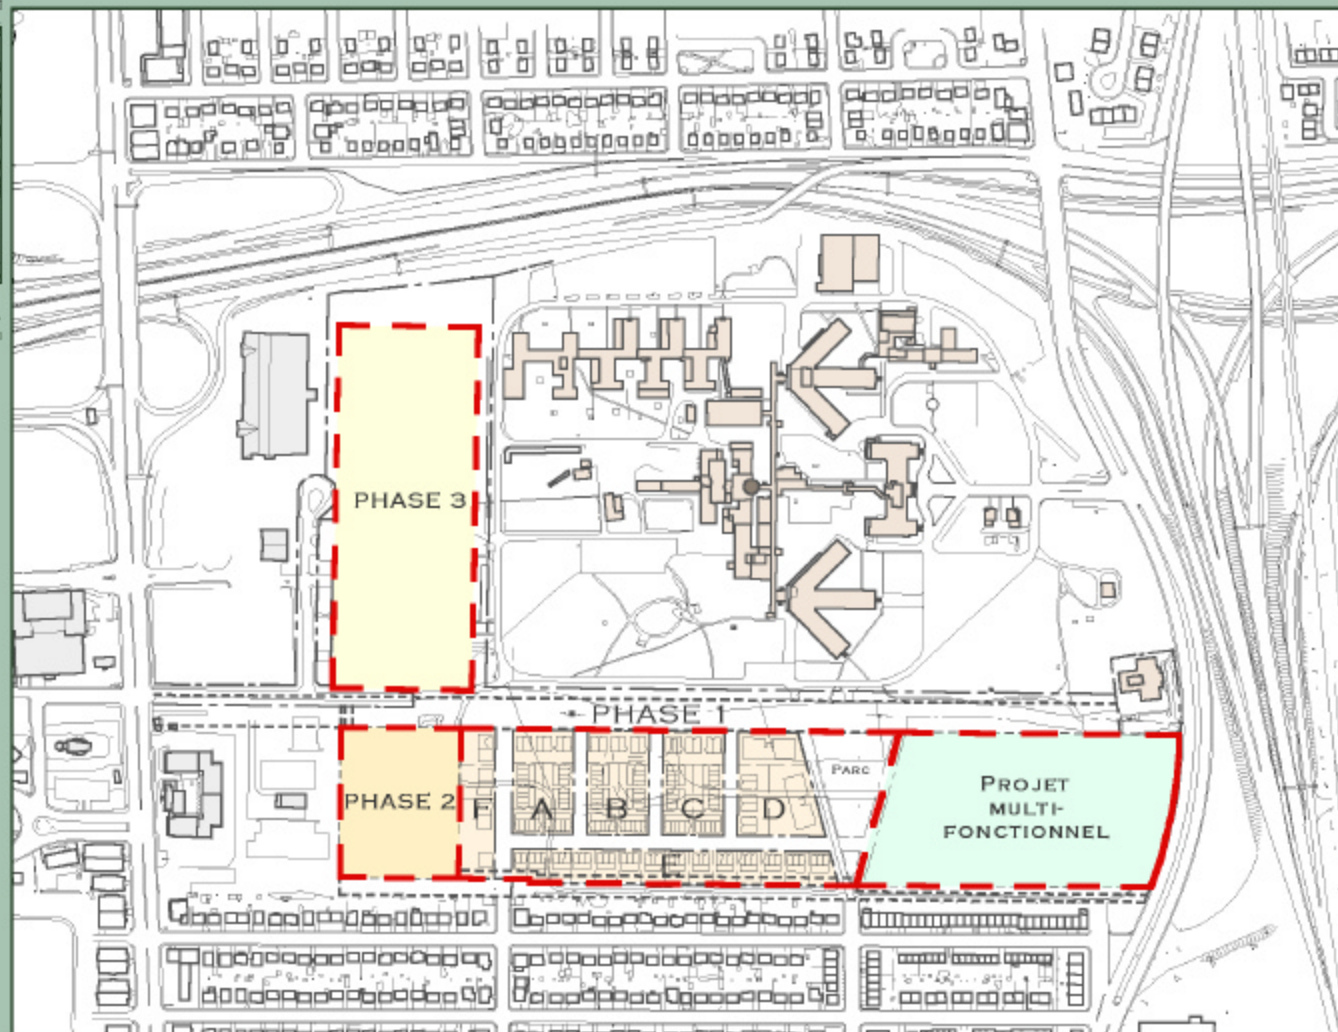 PHASE 3
PHASE 1
PARC
PROJET
MULTI-
FONCTIONNEL
PHASE 2
F
A
B
C
D
E